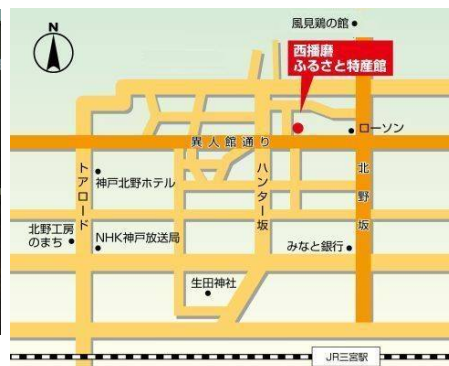 風見鶏の館
N
西播磨
ふるさと特産館
ローソン
異人館通り
トアロード
神戸北野ホテル
ハンター坂
北野坂
北野工房
のまち
NHK神戸放送局
みなと銀行
生田神社
JR三宮駅